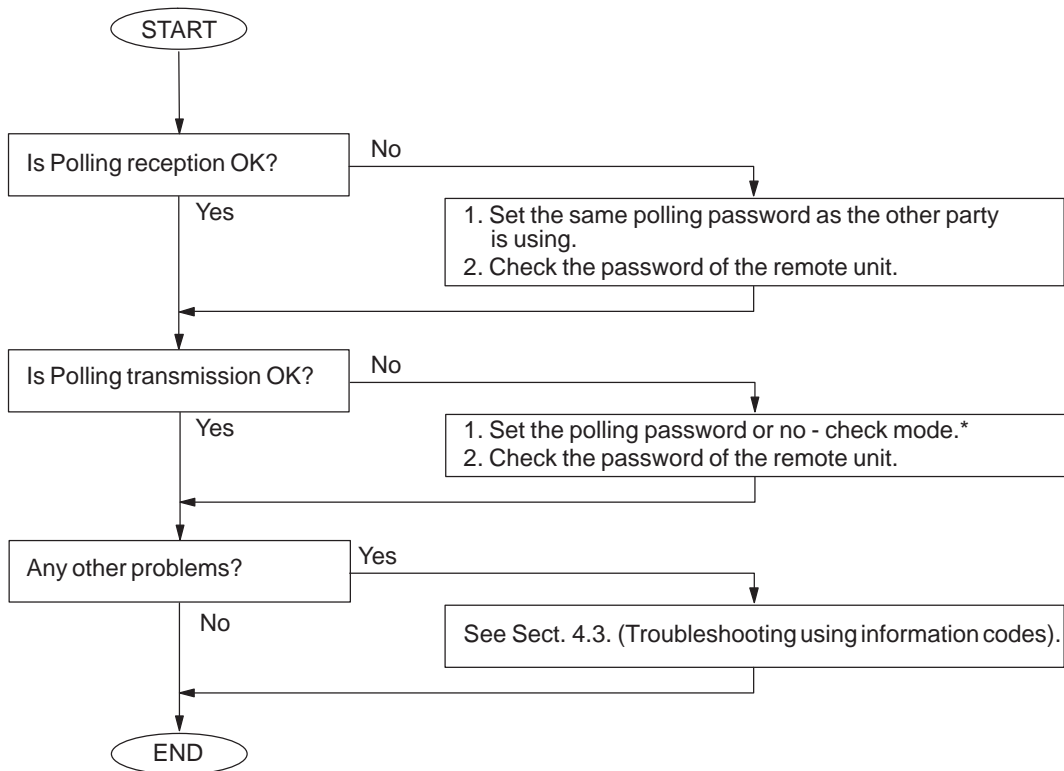 START
Is Polling reception OK?
No
Yes
1. Set the same polling password as the other party
is using.
2. Check the password of the remote unit.
Is Polling transmission OK?
No
Yes
1. Set the polling password or no - check mode.*
2. Check the password of the remote unit.
Any other problems?
Yes
No
See Sect. 4.3. (Troubleshooting using information codes).
END